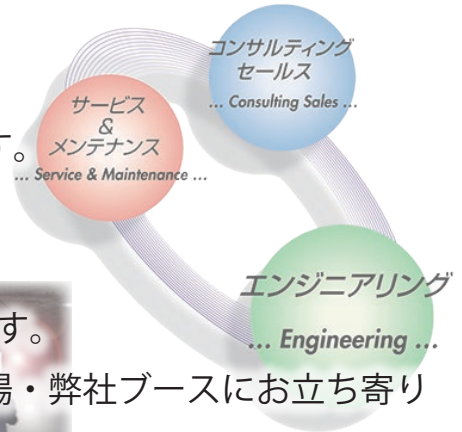 コンサルティング
セールス
... Consulting Sales ...
サービス
&
メンテナンス
... Service & Maintenance ...
す。
エンジニアリング
... Engineering ...
す。
場・弊社ブースにお立ち寄り